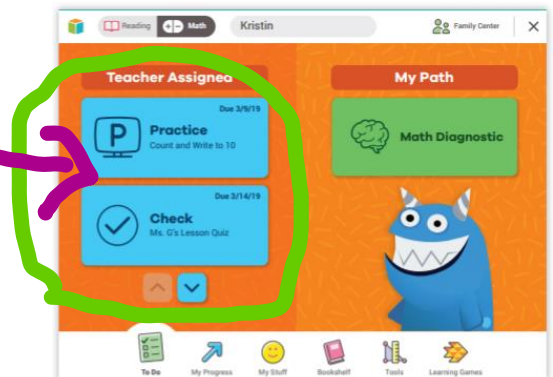 Reading Math Kristin Family Center
Teacher Assigned
My Path
Due 3/9/19
P
Practice
Count and Write to 10
Math Diagnostic
Due 3/14/19
Check
Ms. G's Lesson Quiz
To Do My Progress My Stuff Bookshelf Tools Learning Games